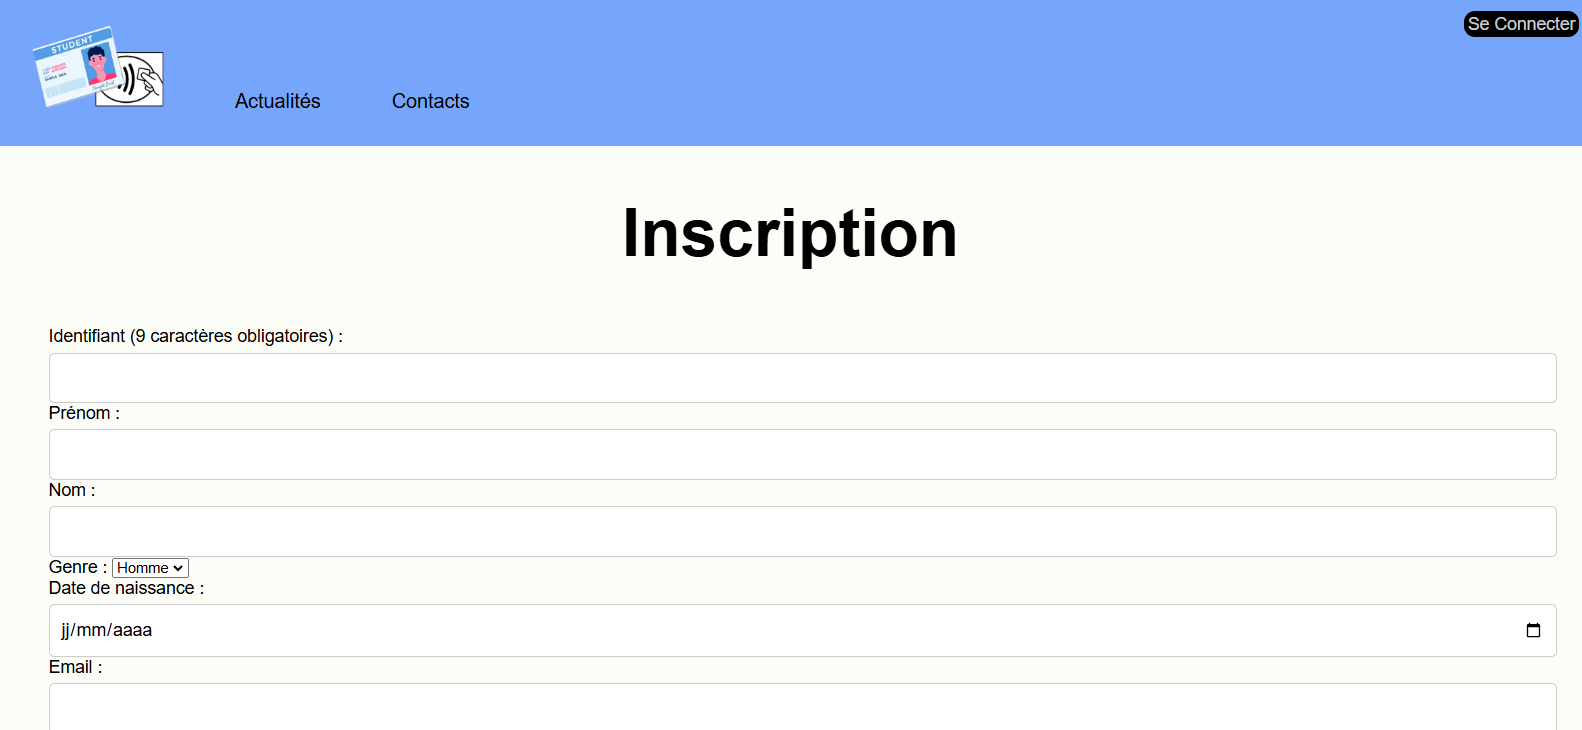 Se Connecter
STUDENT
Actualités
Contacts
Inscription
Identifiant (9 caractères obligatoires) :
Prénom :
Nom :
Genre : Homme
Date de naissance :
jj/mm/aaaa
Email :